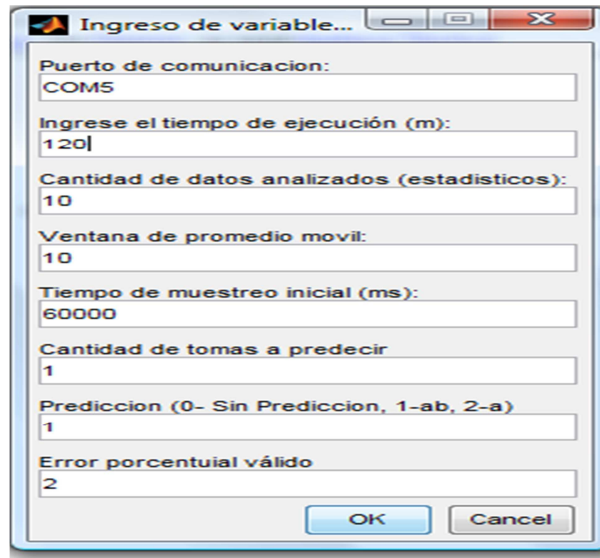 Ingreso de variable...
Puerto de comunicacion:
COM5
Ingrese el tiempo de ejecución (m):
120
Cantidad de datos analizados (estadisticos):
10
Ventana de promedio movil:
10
Tiempo de muestreo inicial (ms):
60000
Cantidad de tomas a predecir
1
Prediccion (0- Sin Prediccion, 1-ab, 2-a)
1
Error porcentuial válido
2
OK Cancel